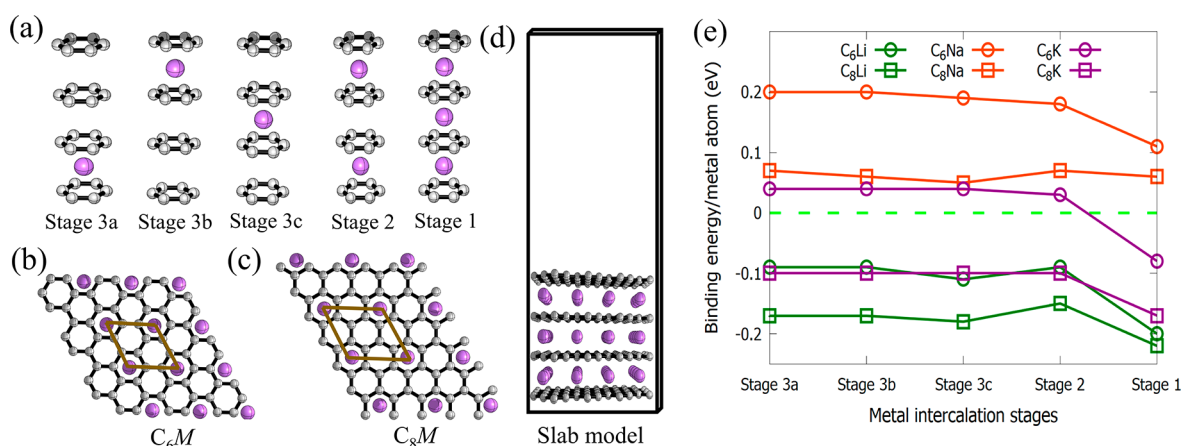 (a)
Stage 3a Stage 3b Stage 3c Stage 2 Stage 1
(b)
C₆M
(c)
C₈M
(d)
Slab model
(e)
C₆Li C₆Na C₆K
C₈Li C₈Na C₈K
Binding energy/metal atom (eV)
0.2
0.1
0
-0.1
-0.2
Stage 3a Stage 3b Stage 3c Stage 2 Stage 1
Metal intercalation stages